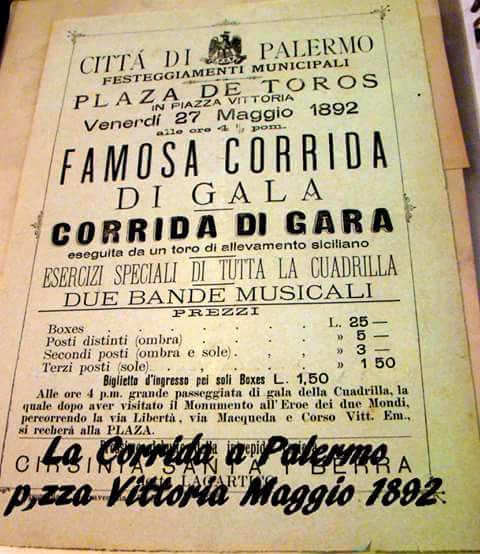 CITTÁ DI PALERMO
FESTEGGIAMENTI MUNICIPALI
PLAZA DE TOROS
IN PIAZZA VITTORIA
Venerdí 27 Maggio 1892
alle ore 4 ½ pom.
FAMOSA CORRIDA
DI GALA
CORRIDA DI GARA
eseguita da un toro di allevamento siciliano
ESERCIZI SPECIALI DI TUTTA LA CUADRILLA
DUE BANDE MUSICALI
PREZZI
Boxes . . . . . . . L. 25 —
Posti distinti (ombra) . . . . » 5 —
Secondi posti (ombra e sole) . . . » 3 —
Terzi posti (sole) . . . . . » 1 50
Biglietto d'ingresso pei soli Boxes L. 1,50
Alle ore 4 p.m. grande passeggiata di gala della Cuadrilla, la
quale dopo aver visitato il Monumento all'Eroe dei due Mondi,
percorrendo la via Libertà, via Macqueda e Corso Vitt. Em.,
si recherà alla PLAZA.
La Corrida a Palermo
p,zza Vittoria Maggio 1892